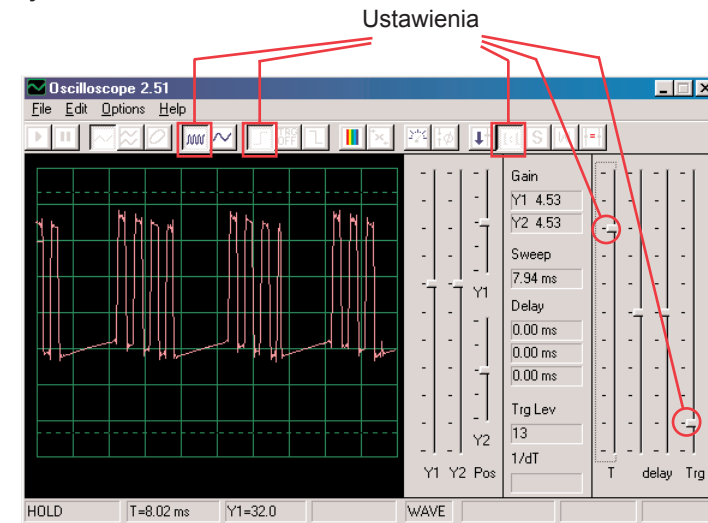 Ustawienia
Oscilloscope 2.51
File Edit Options Help
Gain
Y1 4.53
Y2 4.53
Sweep
7.94 ms
Y1
Delay
0.00 ms
0.00 ms
0.00 ms
Trg Lev
13
Y2
1/dT
Y1 Y2 Pos T delay Trg
HOLD T=8.02 ms Y1=32.0 WAVE